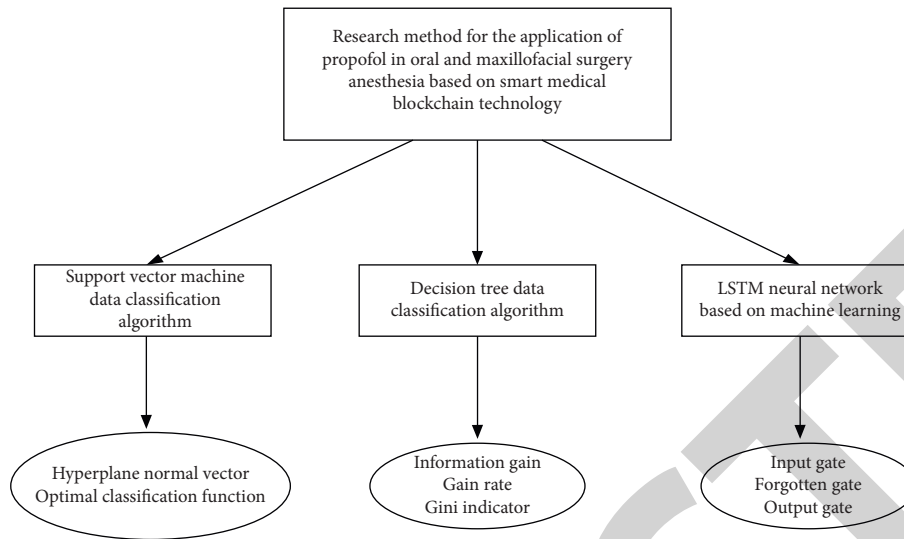 Research method for the application of
propofol in oral and maxillofacial surgery
anesthesia based on smart medical
blockchain technology
Support vector machine
data classification
algorithm
Decision tree data
classification algorithm
LSTM neural network
based on machine learning
Hyperplane normal vector
Optimal classification function
Information gain
Gain rate
Gini indicator
Input gate
Forgotten gate
Output gate